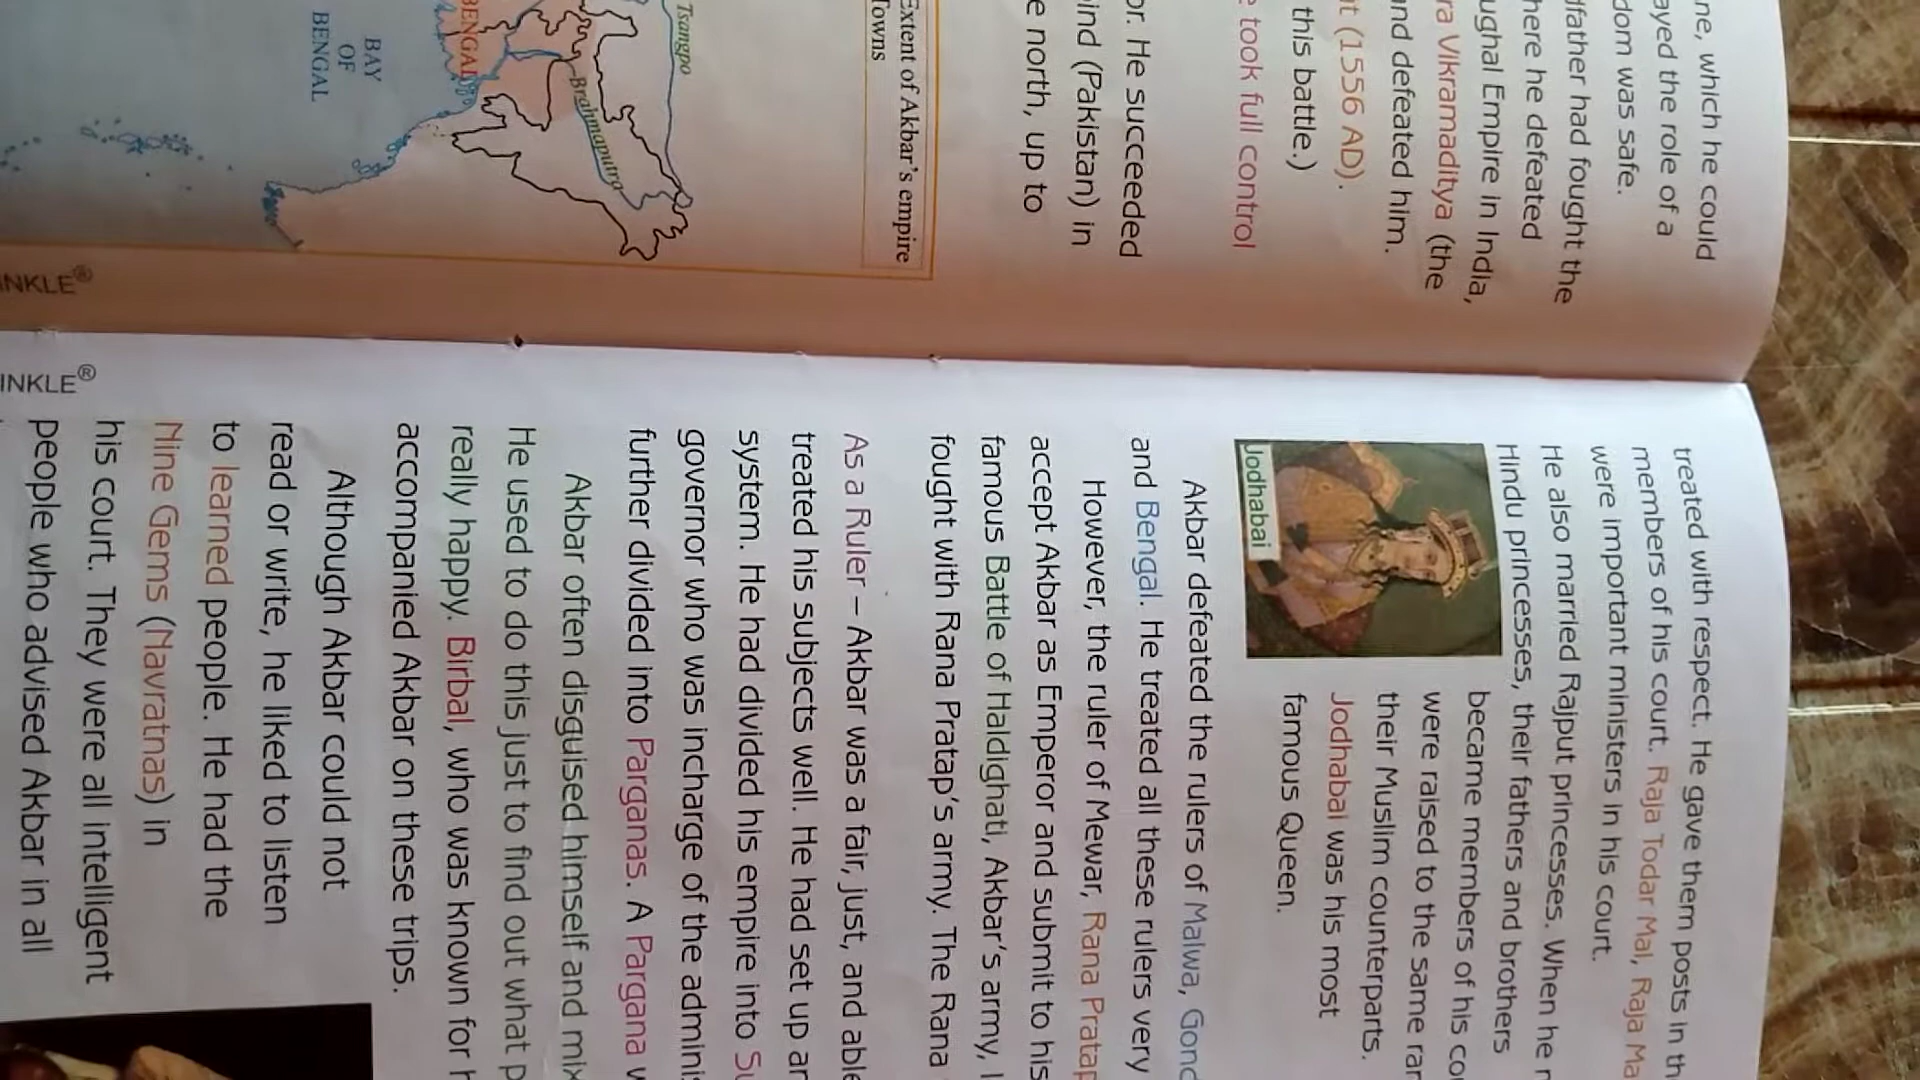 ne, which he could
ayed the role of a
dom was safe.
dfather had fought the
here he defeated
ughal Empire in India,
ra Vikramaditya (the
and defeated him.
at (1556 AD).
this battle.)
e took full control
or. He succeeded
ind (Pakistan) in
e north, up to
Extent of Akbar's empire
Towns
Tsangpo
Brahmaputra
BENGAL
BAY
OF
BENGAL
INKLE®
treated with respect. He gave them posts in th
members of his court. Raja Todar Mal, Raja Ma
were important ministers in his court.
He also married Rajput princesses. When he
Hindu princesses, their fathers and brothers
became members of his co
were raised to the same ran
their Muslim counterparts.
Jodhabai was his most
famous Queen.
Jodhabai
Akbar defeated the rulers of Malwa, Gond
and Bengal. He treated all these rulers very
However, the ruler of Mewar, Rana Pratap
accept Akbar as Emperor and submit to his
famous Battle of Haldighati, Akbar's army, l
fought with Rana Pratap's army. The Rana
As a Ruler – Akbar was a fair, just, and able
treated his subjects well. He had set up an
system. He had divided his empire into Su
governor who was incharge of the adminis
further divided into Parganas. A Pargana w
Akbar often disguised himself and mix
He used to do this just to find out what p
really happy. Birbal, who was known for h
accompanied Akbar on these trips.
Although Akbar could not
read or write, he liked to listen
to learned people. He had the
Nine Gems (Navratnas) in
his court. They were all intelligent
people who advised Akbar in all
INKLE®